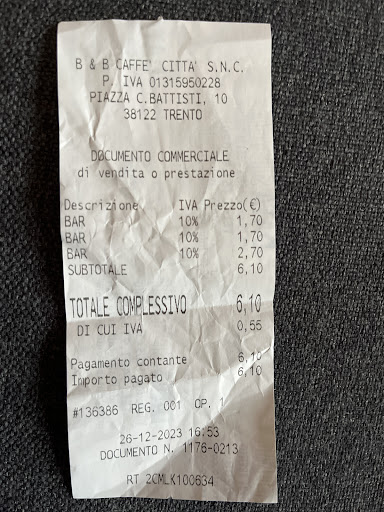 B & B CAFFE' CITTA' S.N.C.
P. IVA 01315950228
PIAZZA C.BATTISTI, 10
38122 TRENTO
DOCUMENTO COMMERCIALE
di vendita o prestazione
Descrizione IVA Prezzo(€)
BAR 10% 1,70
BAR 10% 1,70
BAR 10% 2,70
SUBTOTALE 6,10
TOTALE COMPLESSIVO 6,10
DI CUI IVA 0,55
Pagamento contante 6,10
Importo pagato 6,10
#136386 REG. 001 OP. 1
26-12-2023 16:53
DOCUMENTO N. 1176-0213
RT 2CMLK100634